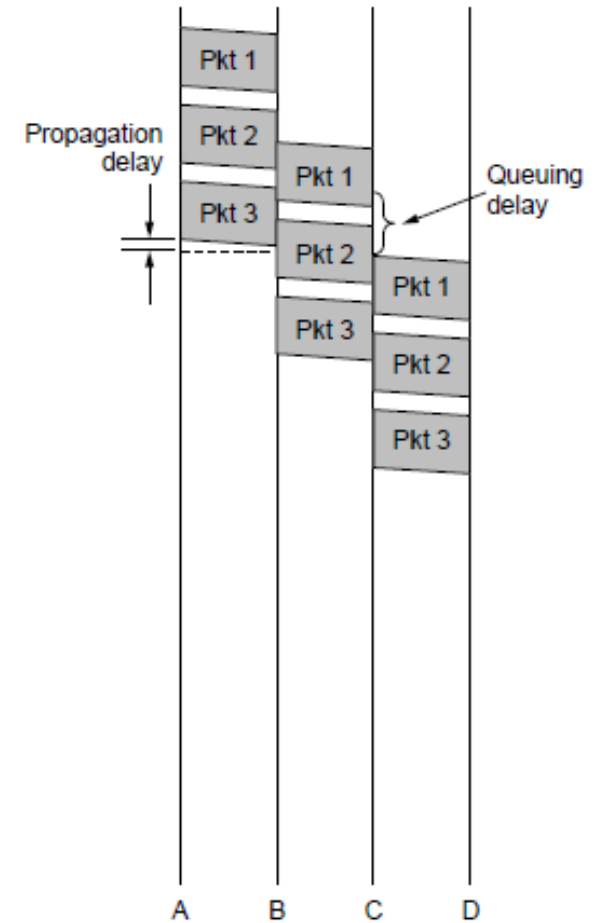 Pkt 1
Propagation
delay
Pkt 2
Pkt 1
Queuing
delay
Pkt 3
Pkt 2
Pkt 1
Pkt 3
Pkt 2
Pkt 3
A
B
C
D